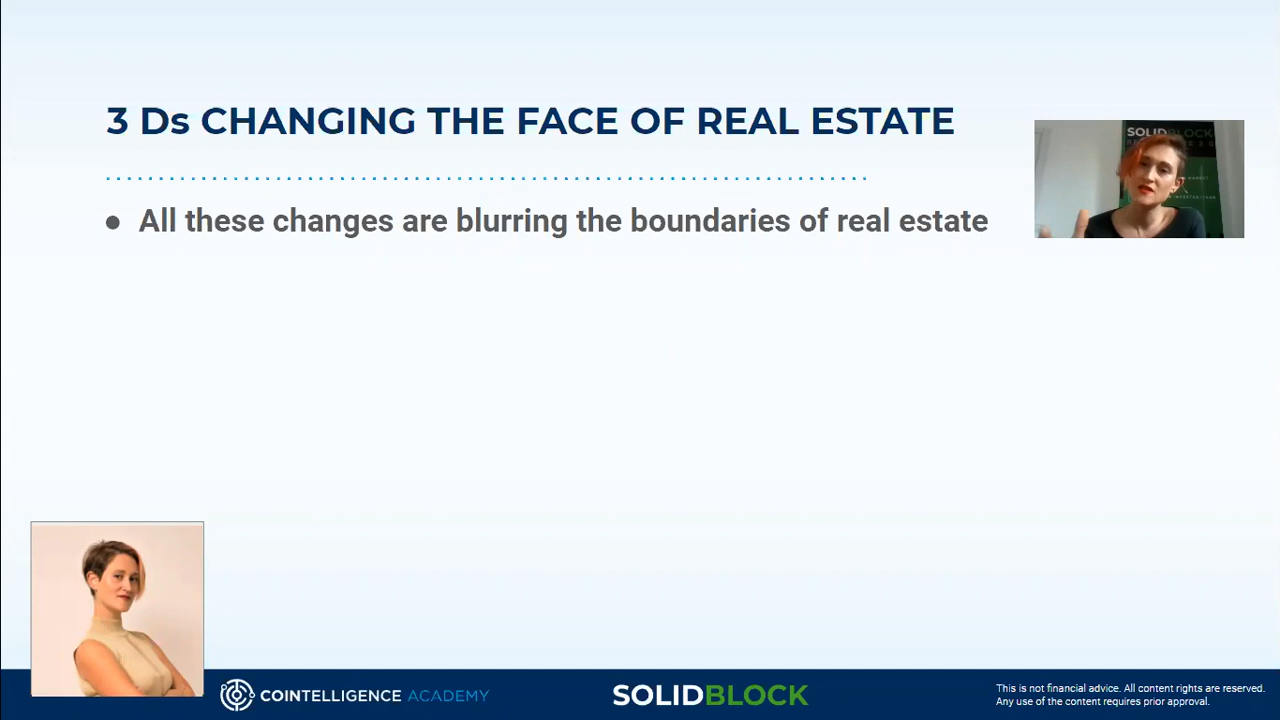 3 Ds CHANGING THE FACE OF REAL ESTATE
• All these changes are blurring the boundaries of real estate
SOLIDBLOCK
COINTELLIGENCE ACADEMY
SOLIDBLOCK
This is not financial advice. All content rights are reserved.
Any use of the content requires prior approval.